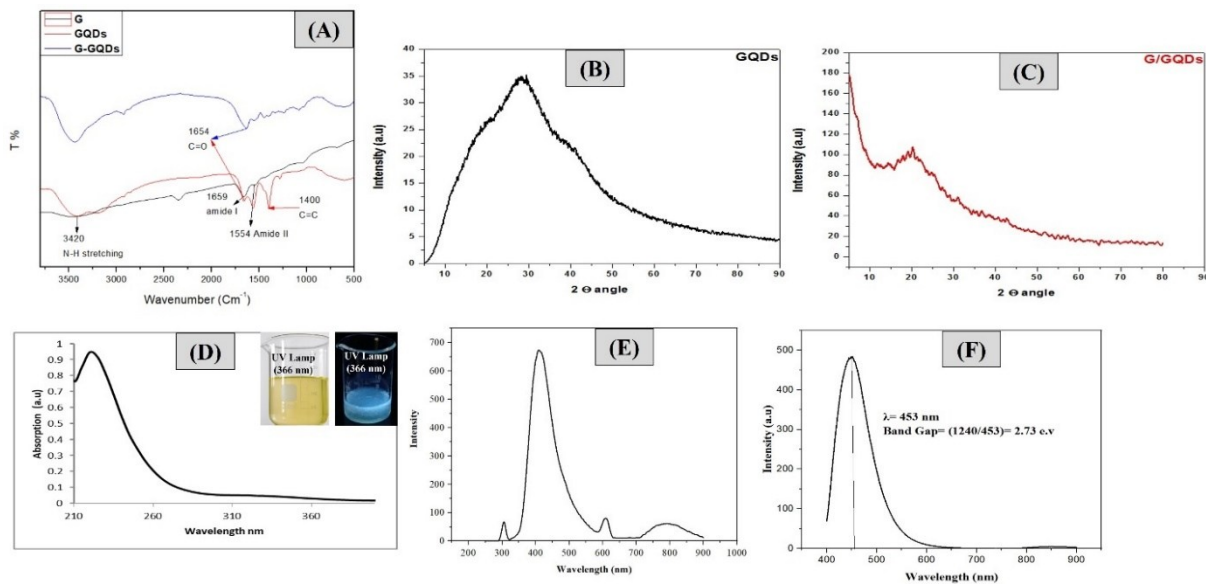 (A)
G
GQDs
G-GQDs
T %
1654
C=O
1659
amide I
1400
C=C
1554 Amide II
3420
N-H stretching
3500 3000 2500 2000 1500 1000 500
Wavenumber (Cm-1)
(B)
GQDs
Intensity (a.u)
40
35
30
25
20
15
10
5
0
10 20 30 40 50 60 70 80 90
2 Θ angle
(C)
G/GQDs
Intensity (a.u)
200
180
160
140
120
100
80
60
40
20
0
10 20 30 40 50 60 70 80 90
2 Θ angle
(D)
UV Lamp
(366 nm)
UV Lamp
(366 nm)
Absorption (a.u)
1
0.9
0.8
0.7
0.6
0.5
0.4
0.3
0.2
0.1
0
210 260 310 360
Wavelength nm
(E)
Intensity
700
600
500
400
300
200
100
0
200 300 400 500 600 700 800 900 1000
Wavelength (nm)
(F)
Intensity (a.u)
500
400
300
200
100
0
λ= 453 nm
Band Gap= (1240/453)= 2.73 e.v
400 500 600 700 800 900
Wavelength (nm)